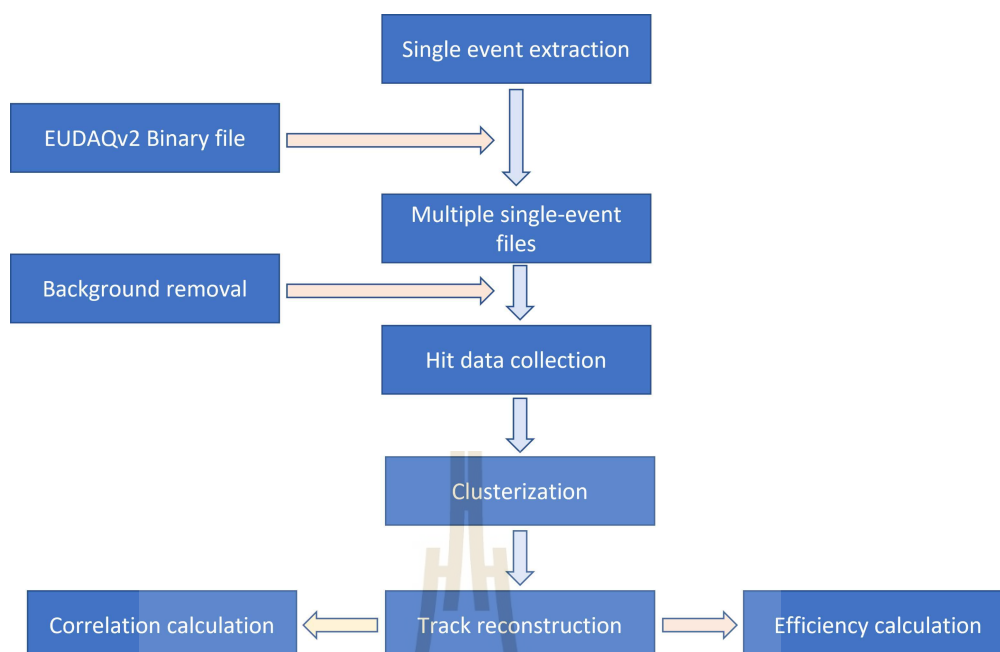 Single event extraction
EUDAQv2 Binary file
Multiple single-event
files
Background removal
Hit data collection
Clusterization
Correlation calculation
Track reconstruction
Efficiency calculation